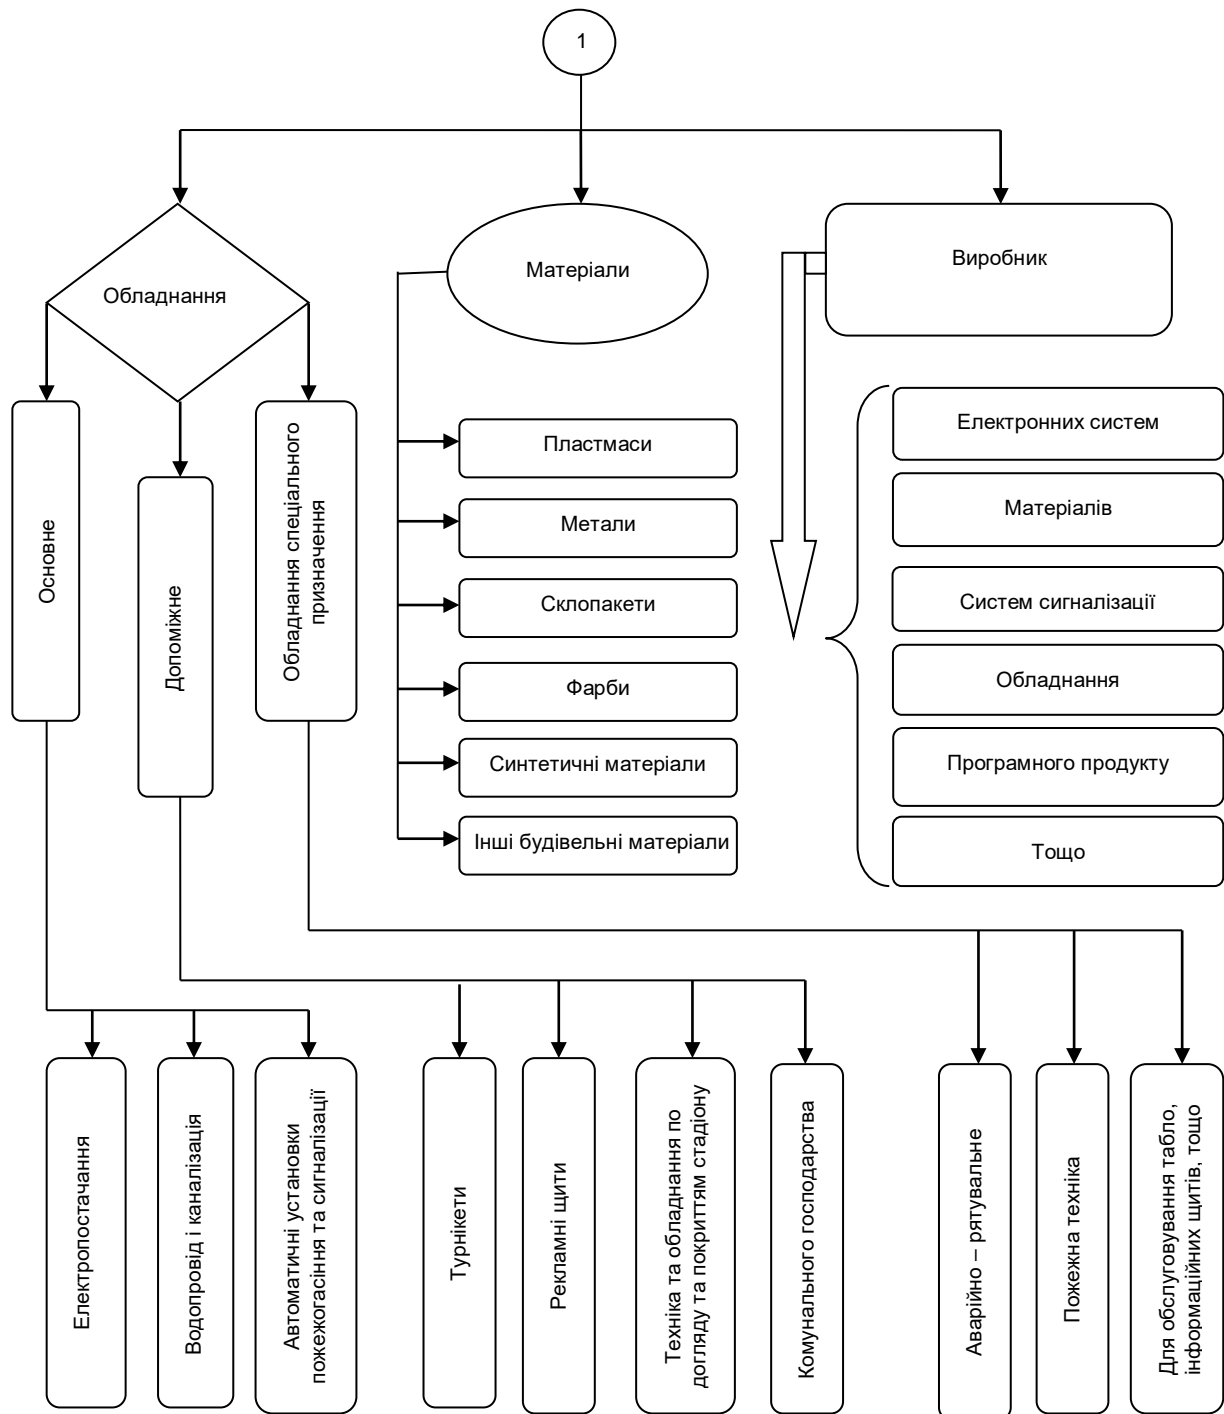 1
Обладнання
Матеріали
Виробник
Основне
Допоміжне
Обладнання спеціального
призначення
Пластмаси
Метали
Склопакети
Фарби
Синтетичні матеріали
Інші будівельні матеріали
Електронних систем
Матеріалів
Систем сигналізації
Обладнання
Програмного продукту
Тощо
Електропостачання
Водопровід і каналізація
Автоматичні установки
пожежогасіння та сигналізації
Турнікети
Рекламні щити
Техніка та обладнання по
догляду та покриттям стадіону
Комунального господарства
Аварійно – рятувальне
Пожежна техніка
Для обслуговування табло,
інформаційних щитів, тощо